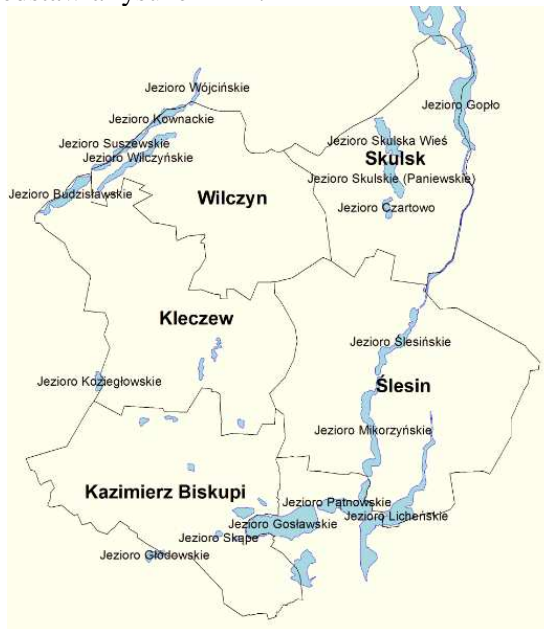 Jezioro Wójcińskie
Jezioro Gopło
Jezioro Kownackie
Jezioro Skulska Wieś
Jezioro Suszewskie
Jezioro Wilczyńskie
Skulsk
Jezioro Skulskie (Paniewskie)
Jezioro Budzisławskie
Wilczyn
Jezioro Czartowo
Kleczew
Jezioro Ślesińskie
Jezioro Koziegłowskie
Ślesin
Jezioro Mikorzyńskie
Kazimierz Biskupi
Jezioro Pątnowskie
Jezioro Licheńskie
Jezioro Gosławskie
Jezioro Skąpe
Jezioro Głodowskie